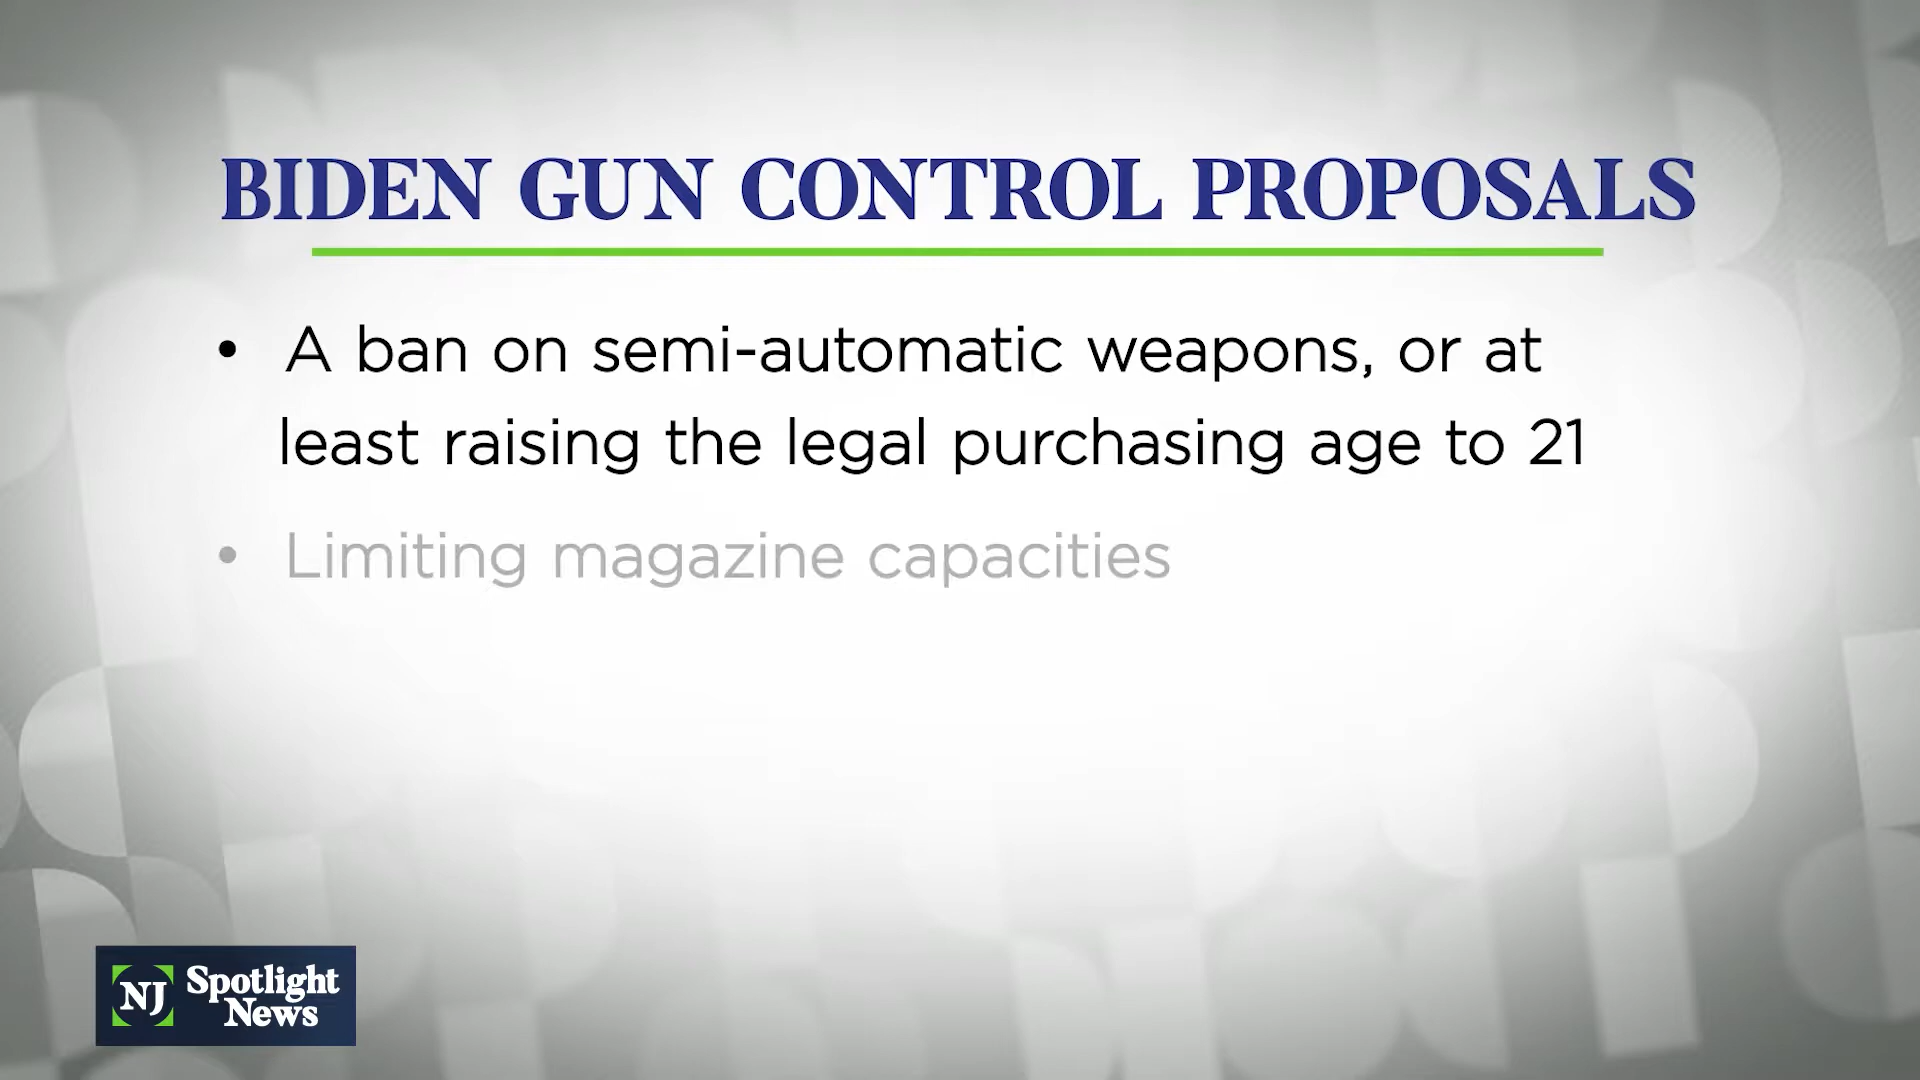 BIDEN GUN CONTROL PROPOSALS
• A ban on semi-automatic weapons, or at
least raising the legal purchasing age to 21
• Limiting magazine capacities
NJ Spotlight
News